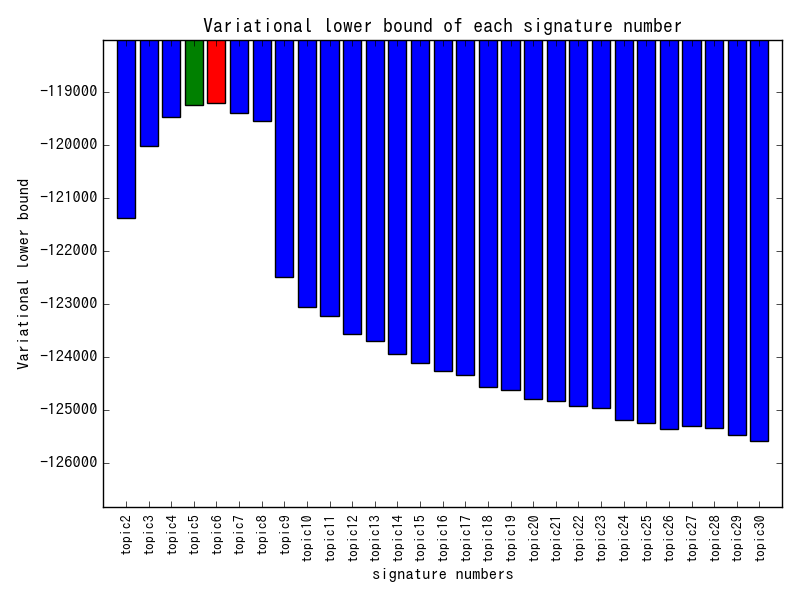 Variational lower bound of each signature number
Variational lower bound
-119000
-120000
-121000
-122000
-123000
-124000
-125000
-126000
topic2
topic3
topic4
topic5
topic6
topic7
topic8
topic9
topic10
topic11
topic12
topic13
topic14
topic15
topic16
topic17
topic18
topic19
topic20
topic21
topic22
topic23
topic24
topic25
topic26
topic27
topic28
topic29
topic30
signature numbers